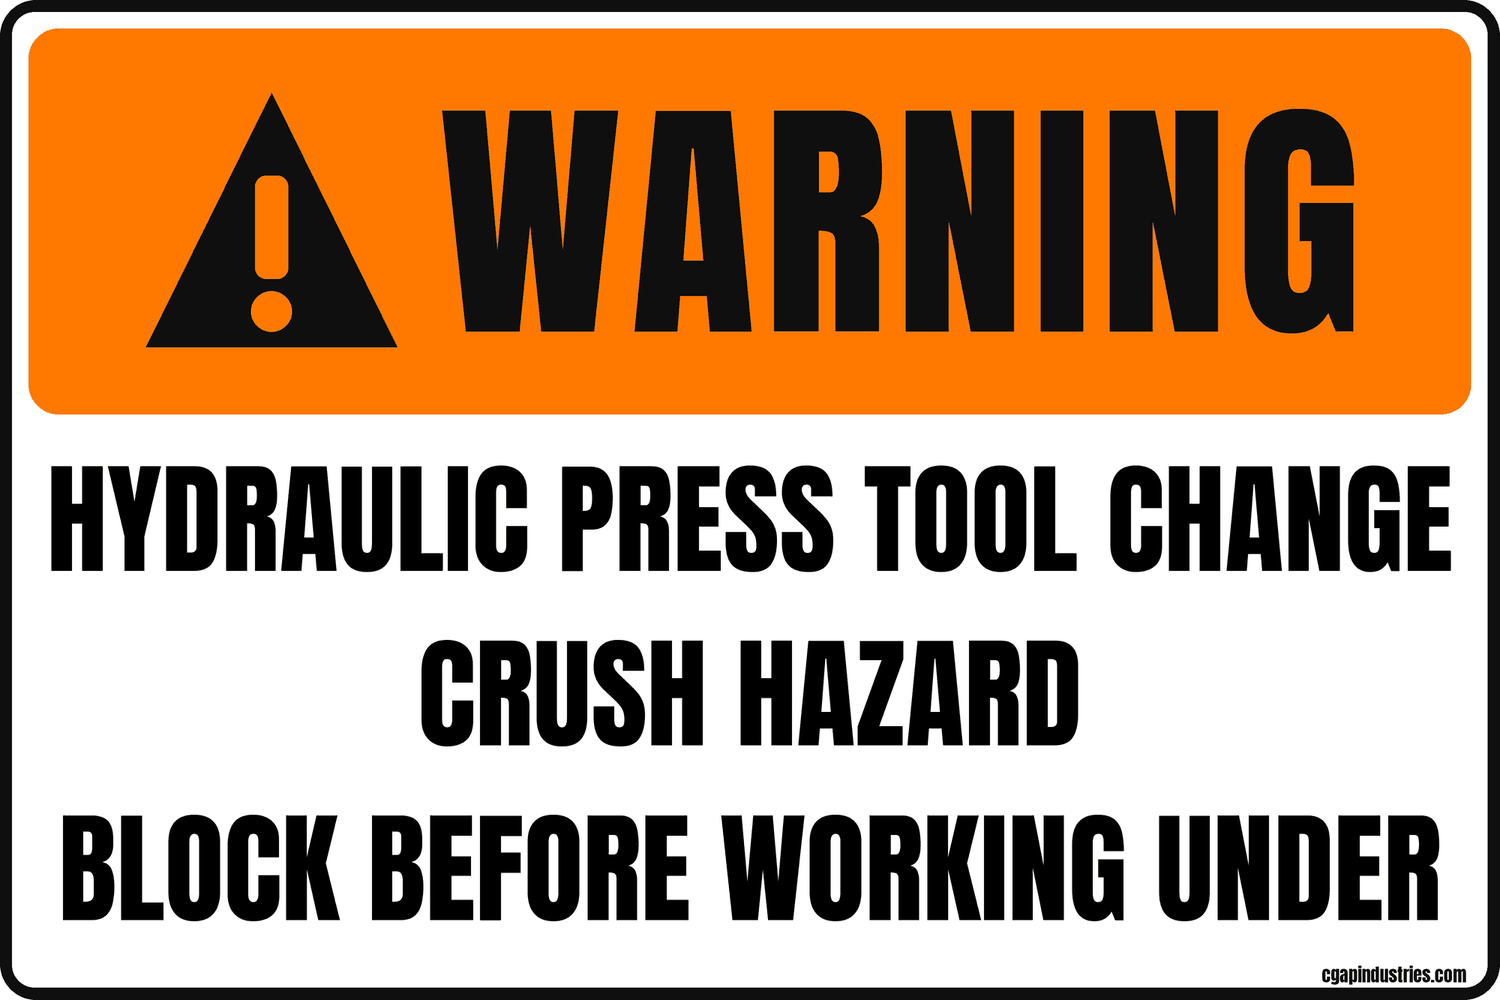 WARNING
HYDRAULIC PRESS TOOL CHANGE
CRUSH HAZARD
BLOCK BEFORE WORKING UNDER
cgapindustries.com